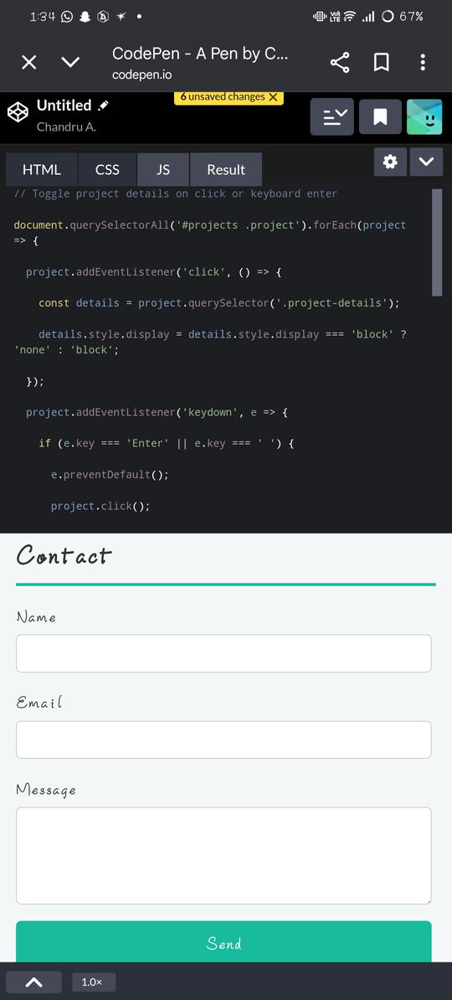 1:34
Vo LTE 67%
CodePen - A Pen by C...
codepen.io
6 unsaved changes
Untitled
Chandru A.
HTML CSS JS Result
// Toggle project details on click or keyboard enter
document.querySelectorAll('#projects .project').forEach(project
=> {
project.addEventListener('click', () => {
const details = project.querySelector('.project-details');
details.style.display = details.style.display === 'block' ?
'none' : 'block';
});
project.addEventListener('keydown', e => {
if (e.key === 'Enter' || e.key === ' ') {
e.preventDefault();
project.click();
Contact
Name
Email
Message
Send
1.0×